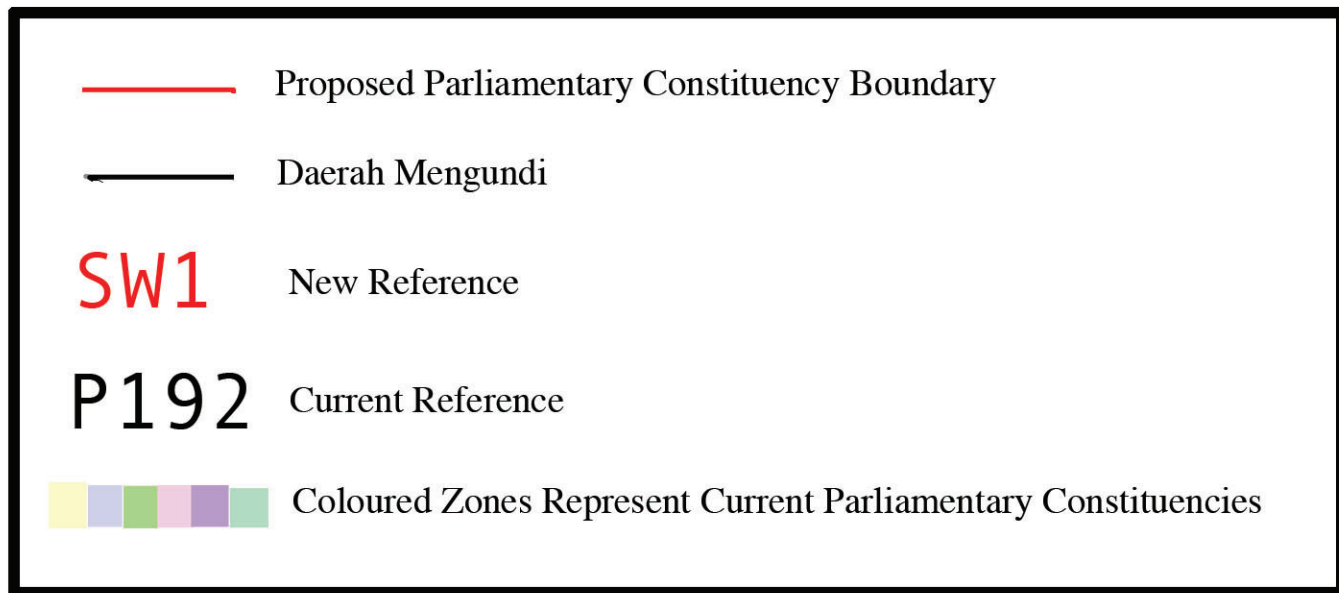 Proposed Parliamentary Constituency Boundary
Daerah Mengundi
SW1 New Reference
P192 Current Reference
Coloured Zones Represent Current Parliamentary Constituencies